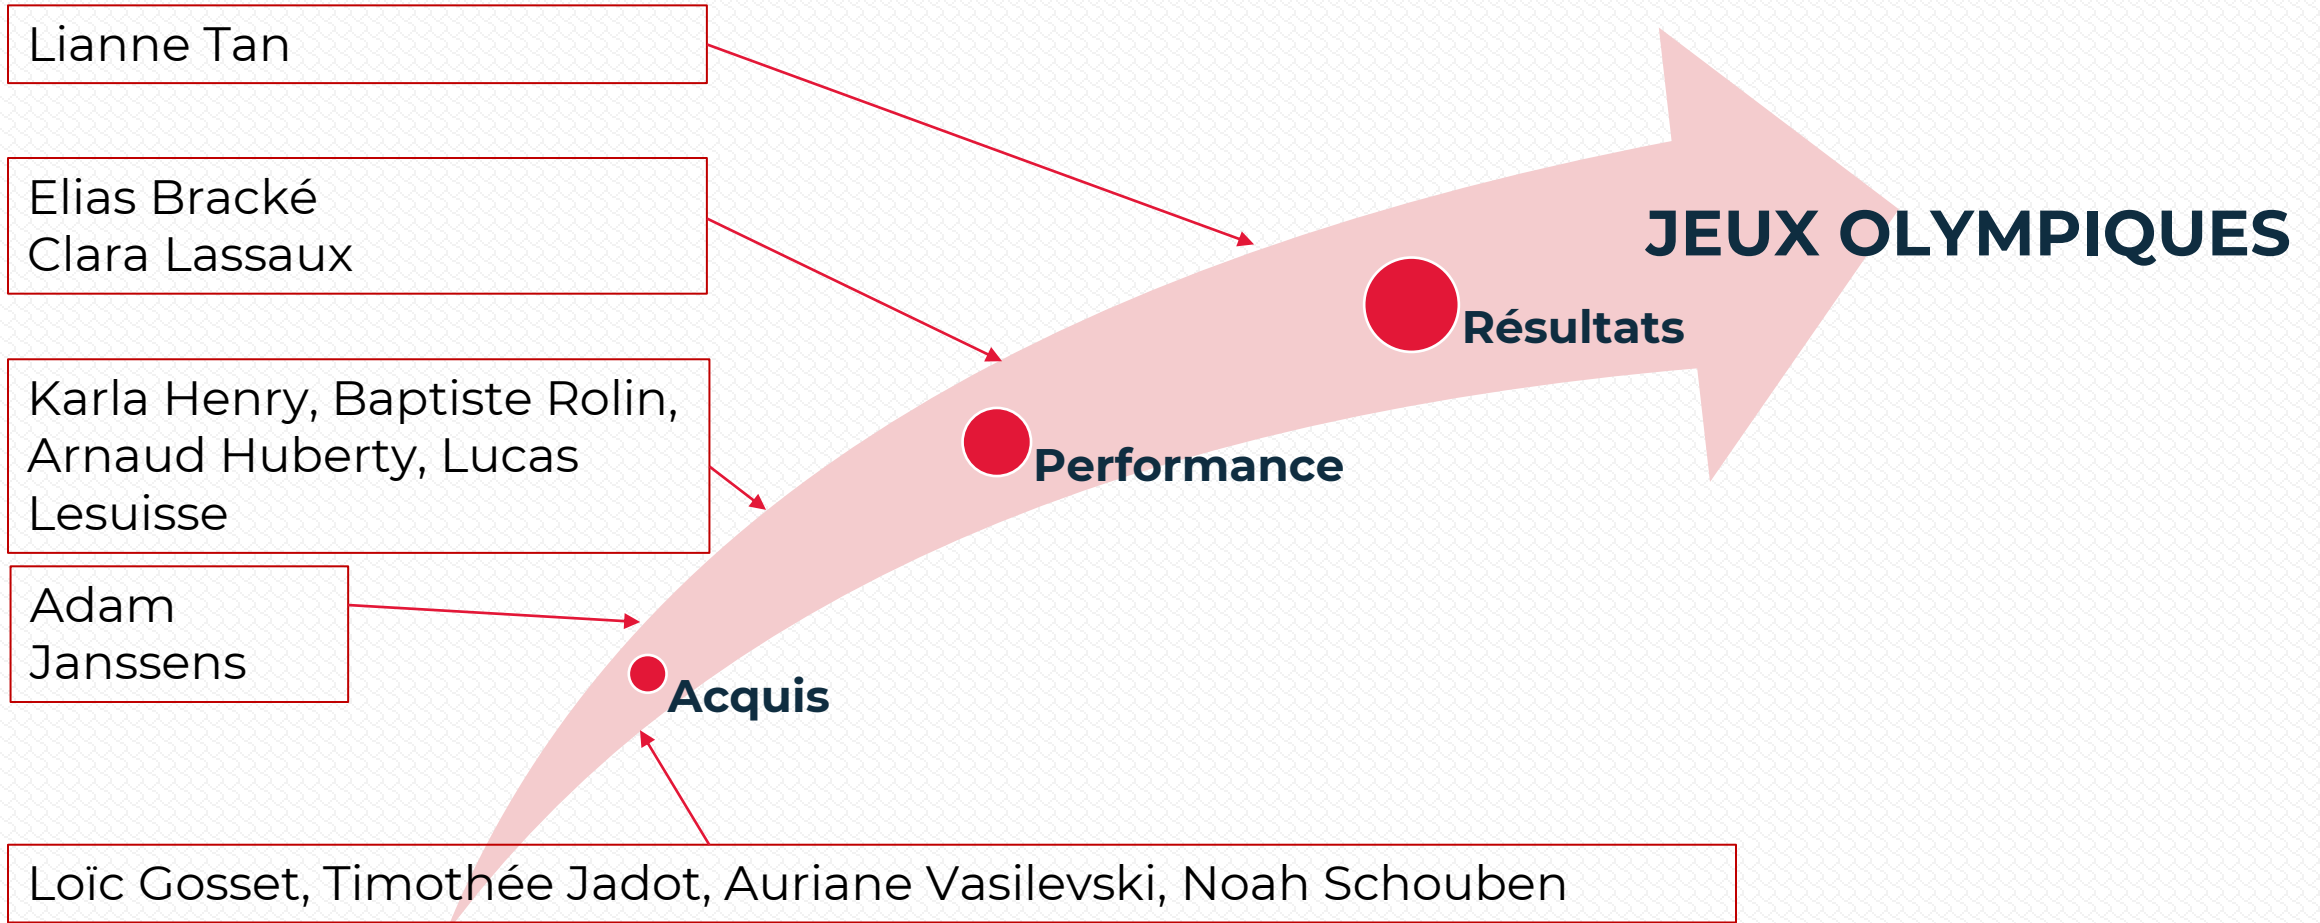 Lianne Tan
Elias Bracké
Clara Lassaux
JEUX OLYMPIQUES
Résultats
Karla Henry, Baptiste Rolin,
Arnaud Huberty, Lucas
Lesuisse
Performance
Adam
Janssens
Acquis
Loïc Gosset, Timothée Jadot, Auriane Vasilevski, Noah Schouben